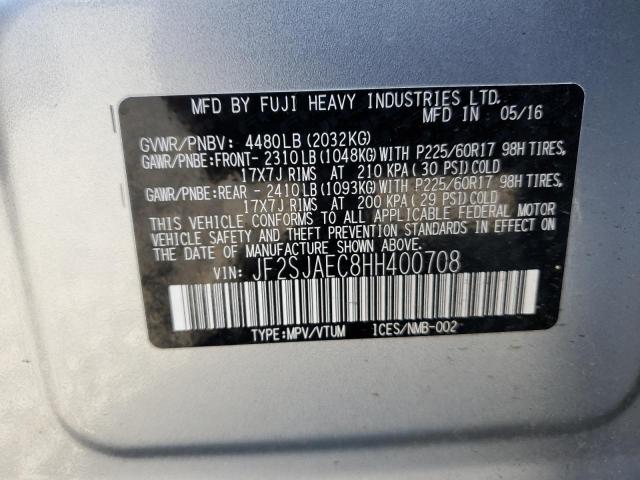 MFD BY FUJI HEAVY INDUSTRIES LTD.
MFD IN 05/16
GVWR/PNBV: 4480LB (2032KG)
GAWR/PNBE:FRONT- 2310LB (1048KG) WITH P225/60R17 98H TIRES,
17X7J RIMS AT 210 KPA (30 PSI) COLD
GAWR/PNBE:REAR - 2410LB (1093KG) WITH P225/60R17 98H TIRES,
17X7J RIMS AT 200 KPA (29 PSI) COLD
THIS VEHICLE CONFORMS TO ALL APPLICABLE FEDERAL MOTOR
VEHICLE SAFETY AND THEFT PREVENTION STANDARDS IN EFFECT ON
THE DATE OF MANUFACTURE SHOWN ABOVE.
VIN: JF2SJAEC8HH400708
TYPE:MPV/VTUM ICES/NMB-002